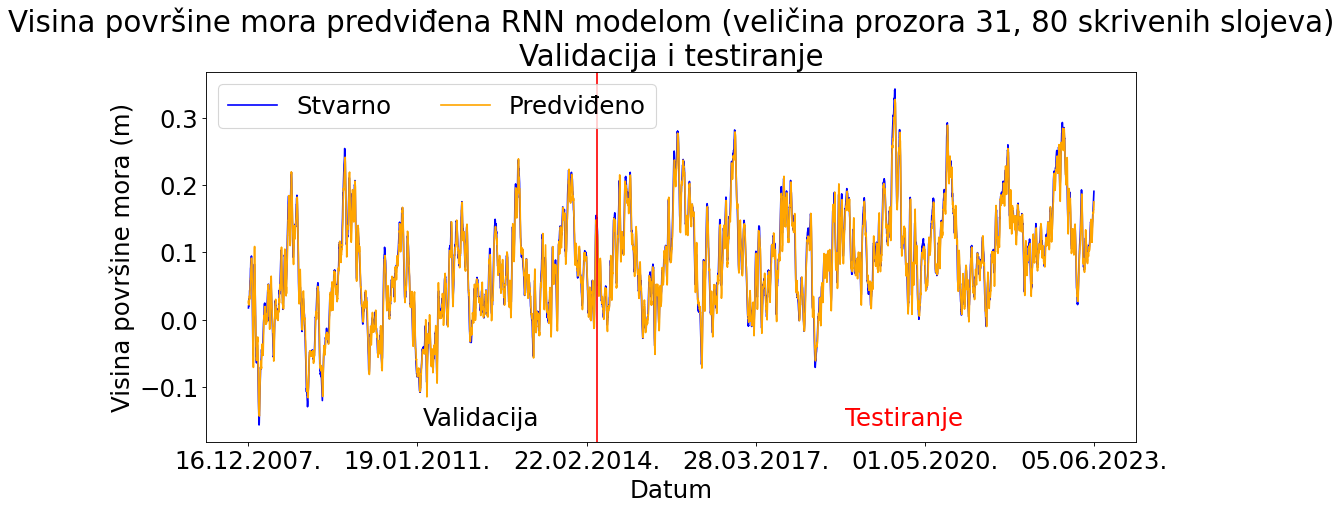 Visina površine mora predviđena RNN modelom (veličina prozora 31, 80 skrivenih slojeva)
Validacija i testiranje
Stvarno
Predviđeno
Visina površine mora (m)
0.3
0.2
0.1
0.0
−0.1
Validacija
Testiranje
16.12.2007.
19.01.2011.
22.02.2014.
28.03.2017.
01.05.2020.
05.06.2023.
Datum